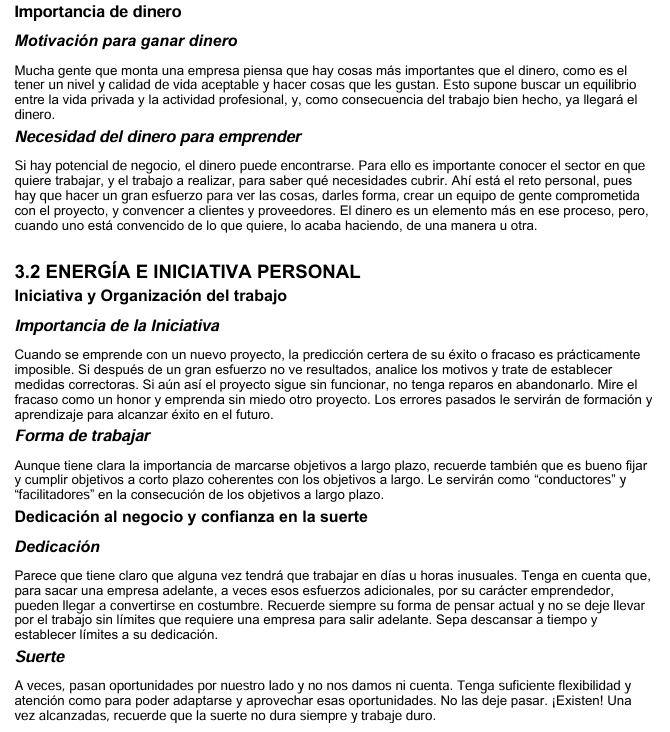 Importancia de dinero
Motivación para ganar dinero
Mucha gente que monta una empresa piensa que hay cosas más importantes que el dinero, como es el
tener un nivel y calidad de vida aceptable y hacer cosas que les gustan. Esto supone buscar un equilibrio
entre la vida privada y la actividad profesional, y, como consecuencia del trabajo bien hecho, ya llegará el
dinero.
Necesidad del dinero para emprender
Si hay potencial de negocio, el dinero puede encontrarse. Para ello es importante conocer el sector en que
quiere trabajar, y el trabajo a realizar, para saber qué necesidades cubrir. Ahí está el reto personal, pues
hay que hacer un gran esfuerzo para ver las cosas, darles forma, crear un equipo de gente comprometida
con el proyecto, y convencer a clientes y proveedores. El dinero es un elemento más en ese proceso, pero,
cuando uno está convencido de lo que quiere, lo acaba haciendo, de una manera u otra.
3.2 ENERGÍA E INICIATIVA PERSONAL
Iniciativa y Organización del trabajo
Importancia de la Iniciativa
Cuando se emprende con un nuevo proyecto, la predicción certera de su éxito o fracaso es prácticamente
imposible. Si después de un gran esfuerzo no ve resultados, analice los motivos y trate de establecer
medidas correctoras. Si aún así el proyecto sigue sin funcionar, no tenga reparos en abandonarlo. Mire el
fracaso como un honor y emprenda sin miedo otro proyecto. Los errores pasados le servirán de formación y
aprendizaje para alcanzar éxito en el futuro.
Forma de trabajar
Aunque tiene clara la importancia de marcarse objetivos a largo plazo, recuerde también que es bueno fijar
y cumplir objetivos a corto plazo coherentes con los objetivos a largo. Le servirán como “conductores” y
“facilitadores” en la consecución de los objetivos a largo plazo.
Dedicación al negocio y confianza en la suerte
Dedicación
Parece que tiene claro que alguna vez tendrá que trabajar en días u horas inusuales. Tenga en cuenta que,
para sacar una empresa adelante, a veces esos esfuerzos adicionales, por su carácter emprendedor,
pueden llegar a convertirse en costumbre. Recuerde siempre su forma de pensar actual y no se deje llevar
por el trabajo sin límites que requiere una empresa para salir adelante. Sepa descansar a tiempo y
establecer límites a su dedicación.
Suerte
A veces, pasan oportunidades por nuestro lado y no nos damos ni cuenta. Tenga suficiente flexibilidad y
atención como para poder adaptarse y aprovechar esas oportunidades. No las deje pasar. ¡Existen! Una
vez alcanzadas, recuerde que la suerte no dura siempre y trabaje duro.